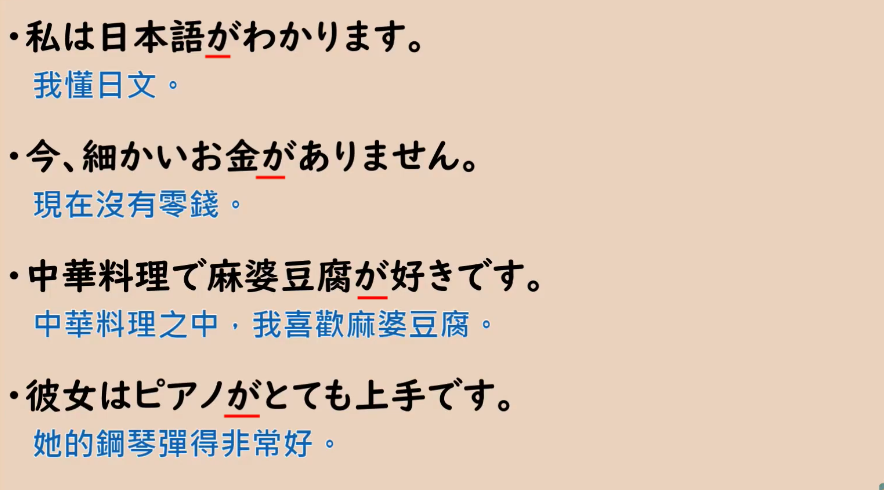 ・私は日本語がわかります。
我懂日文。
・今、細かいお金がありません。
現在沒有零錢。
・中華料理で麻婆豆腐が好きです。
中華料理之中，我喜歡麻婆豆腐。
・彼女はピアノがとても上手です。
她的鋼琴彈得非常好。